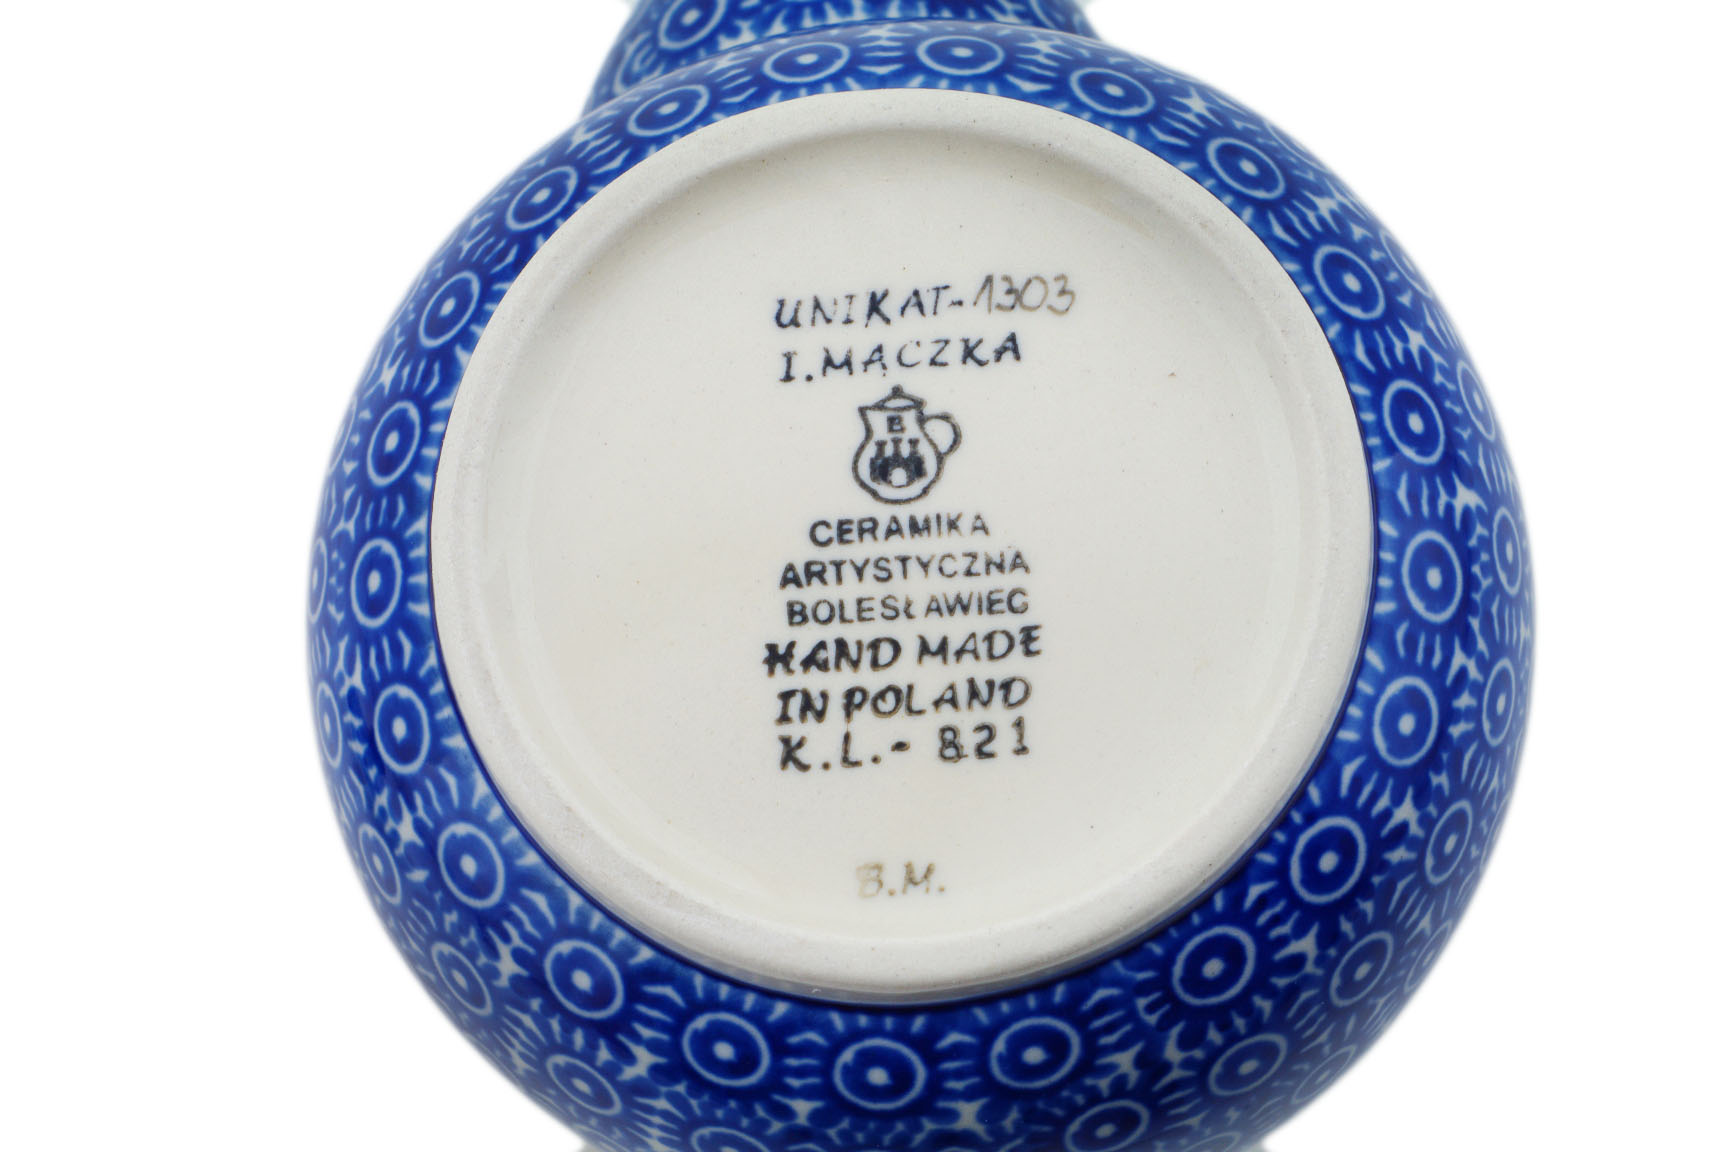 UNIKAT-1303
I.MĄCZKA
B
CERAMIKA
ARTYSTYCZNA
BOLESŁAWIEC
HAND MADE
IN POLAND
K.L.- 821
B.M.